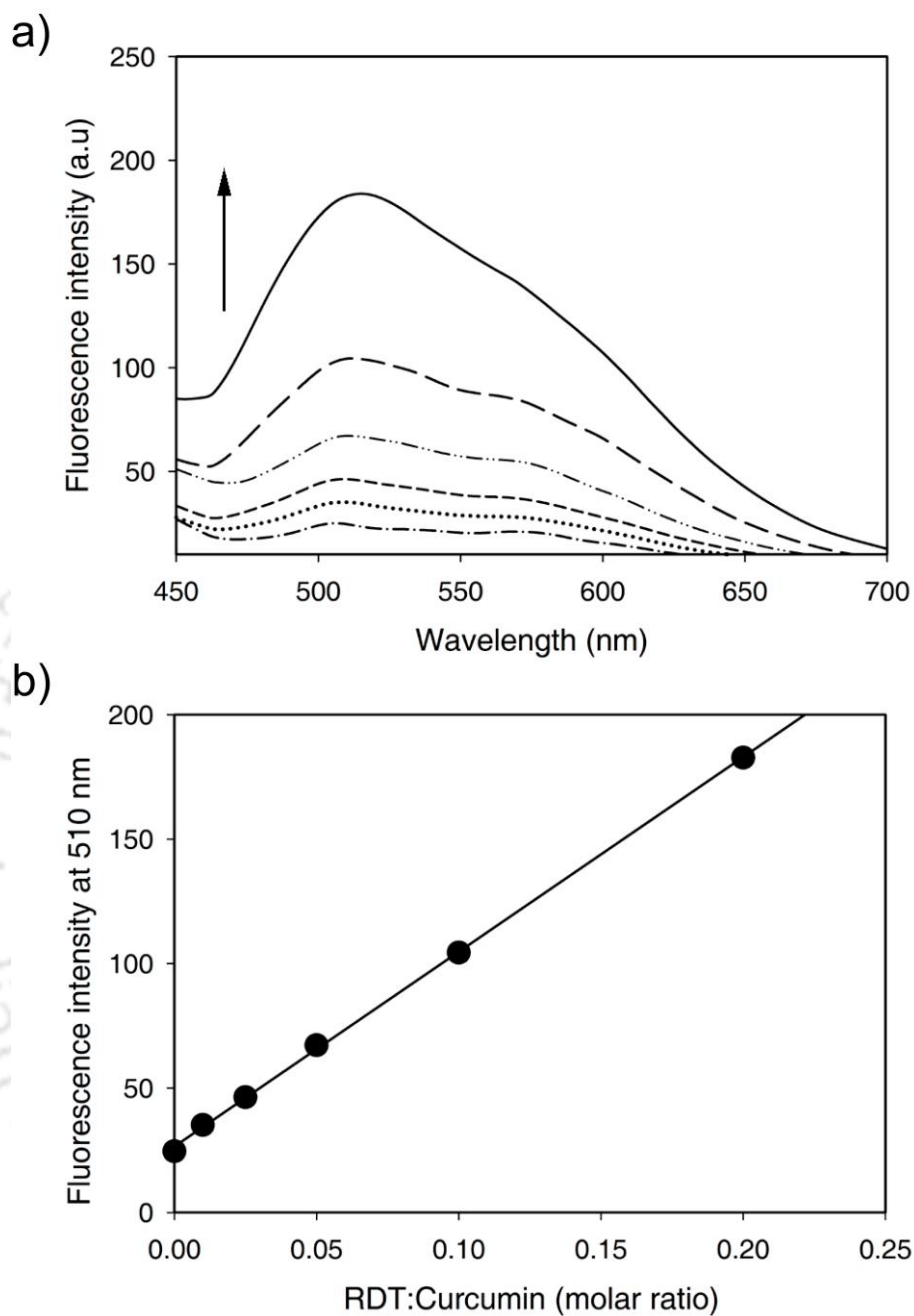 a)
250
200
150
100
50
Fluorescence intensity (a.u)
450 500 550 600 650 700
Wavelength (nm)
b)
200
150
100
50
0
Fluorescence intensity at 510 nm
0.00 0.05 0.10 0.15 0.20 0.25
RDT:Curcumin (molar ratio)